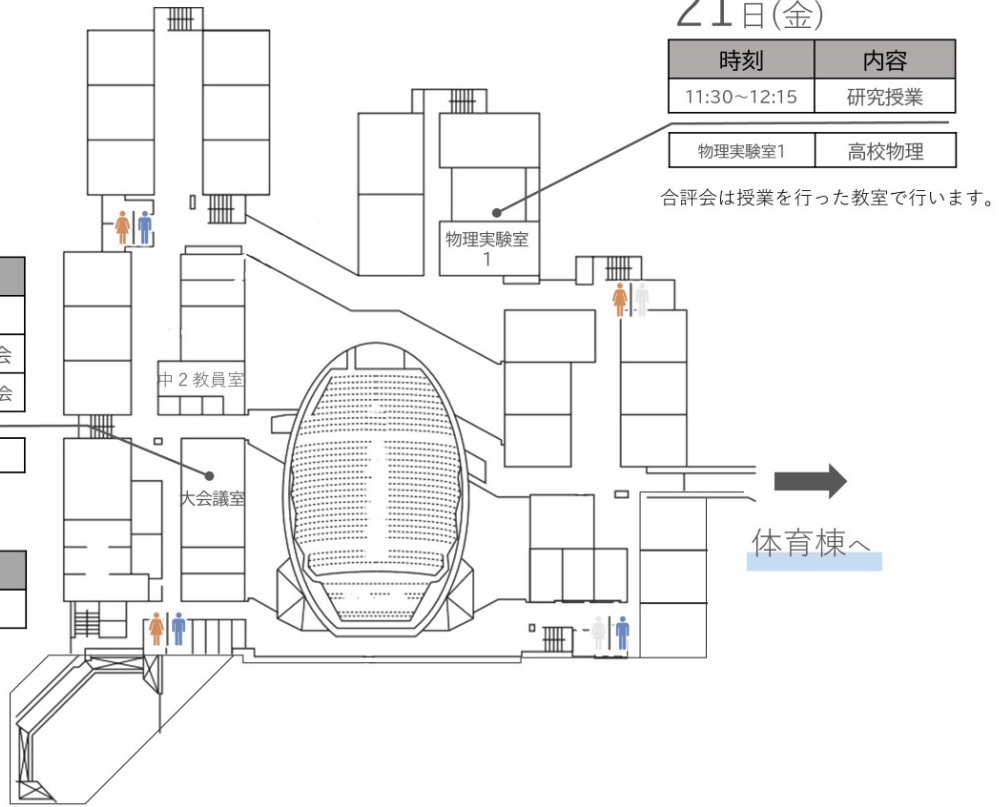 21日(金)
時刻 内容
11:30～12:15 研究授業
物理実験室1 高校物理
合評会は授業を行った教室で行います。
物理実験室
1
会
会
中２教員室
大会議室
体育棟へ